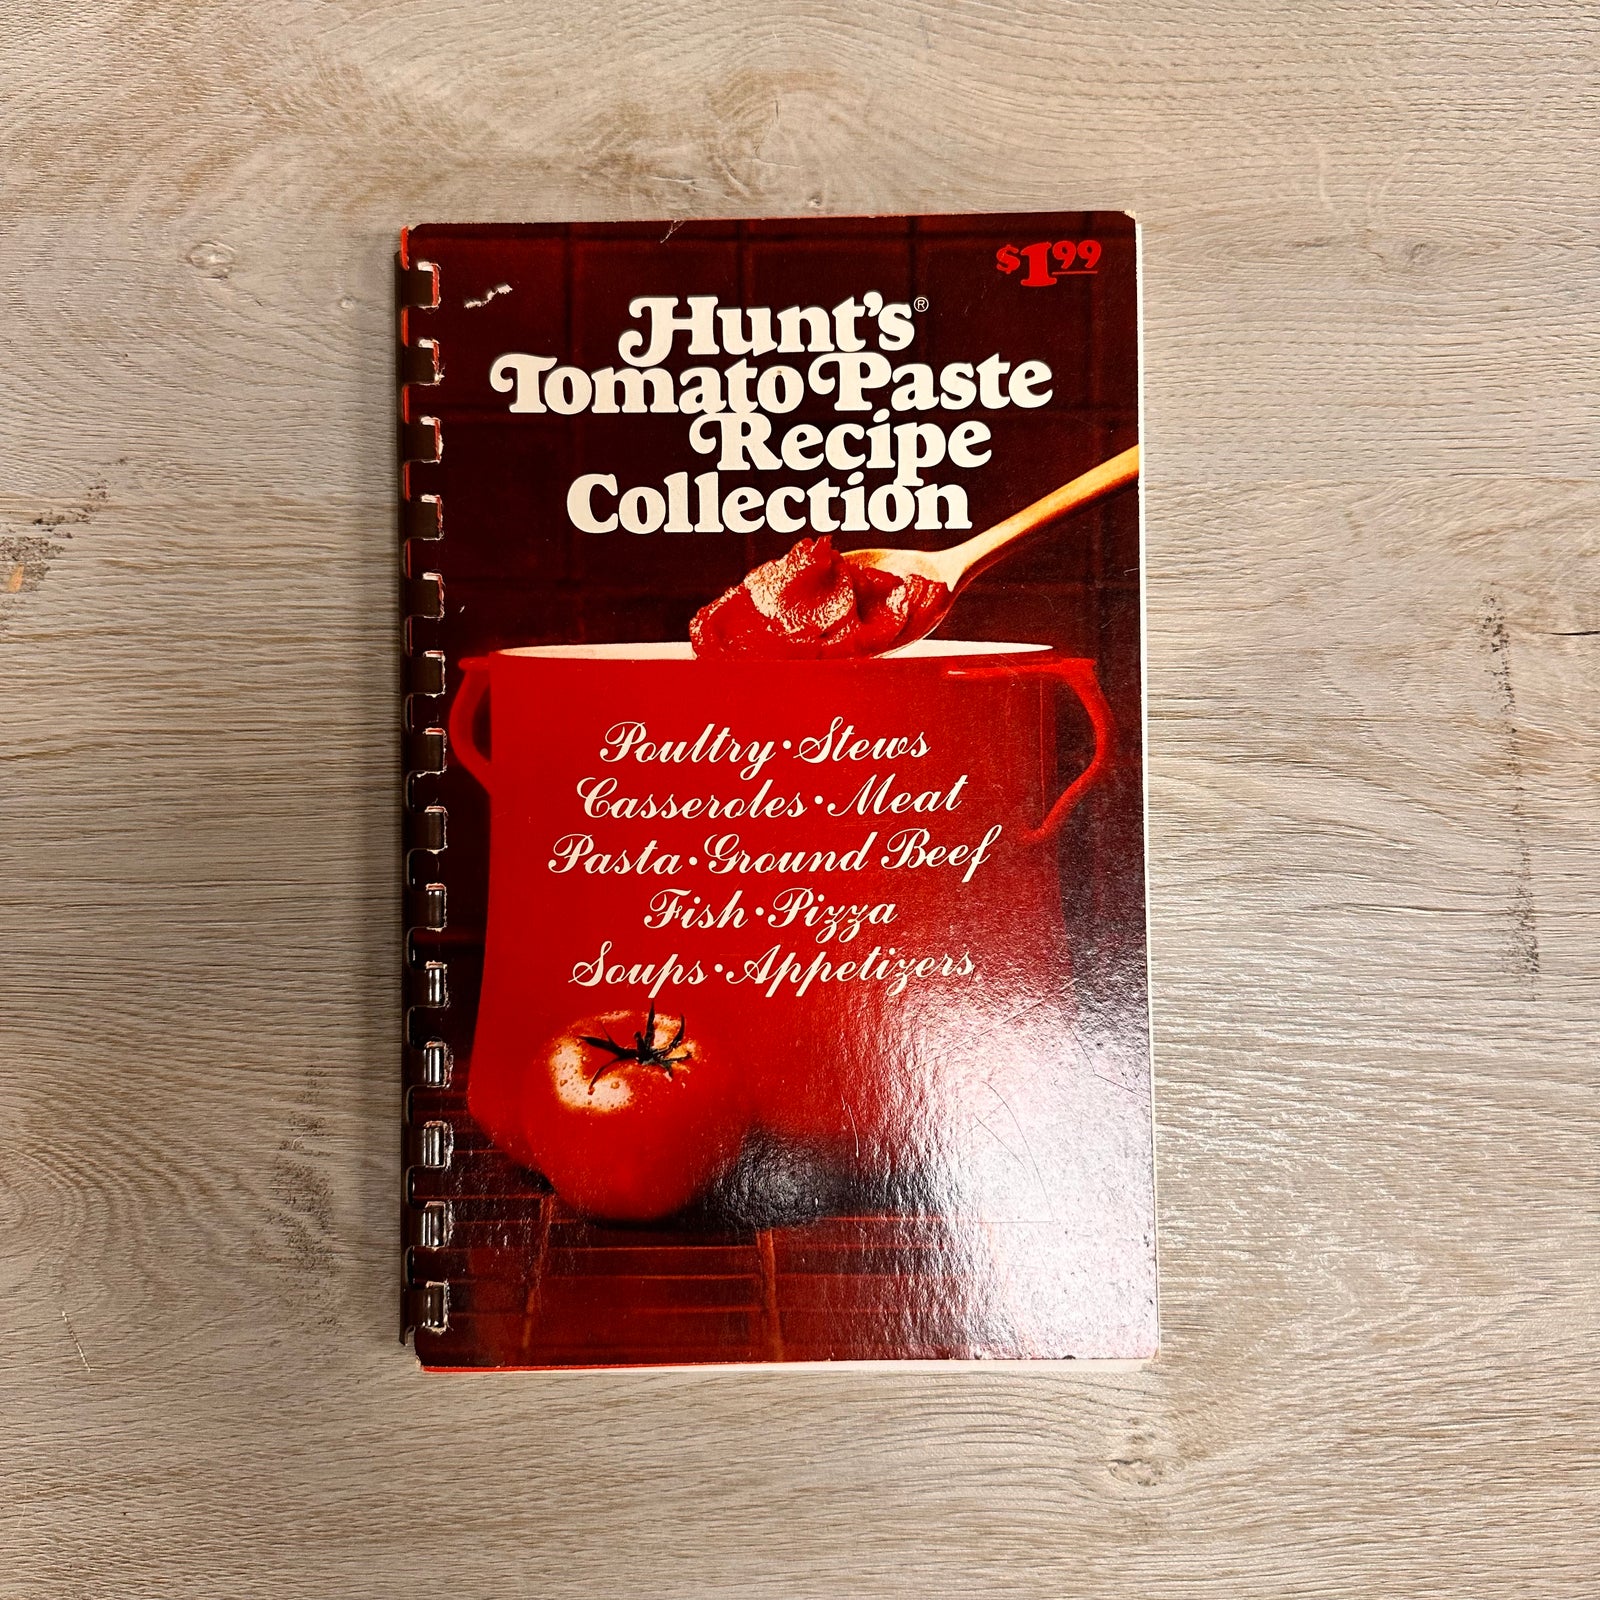 $1.99
Hunt's®
Tomato Paste
Recipe
Collection
Poultry · Stews
Casseroles · Meat
Pasta · Ground Beef
Fish · Pizza
Soups · Appetizers